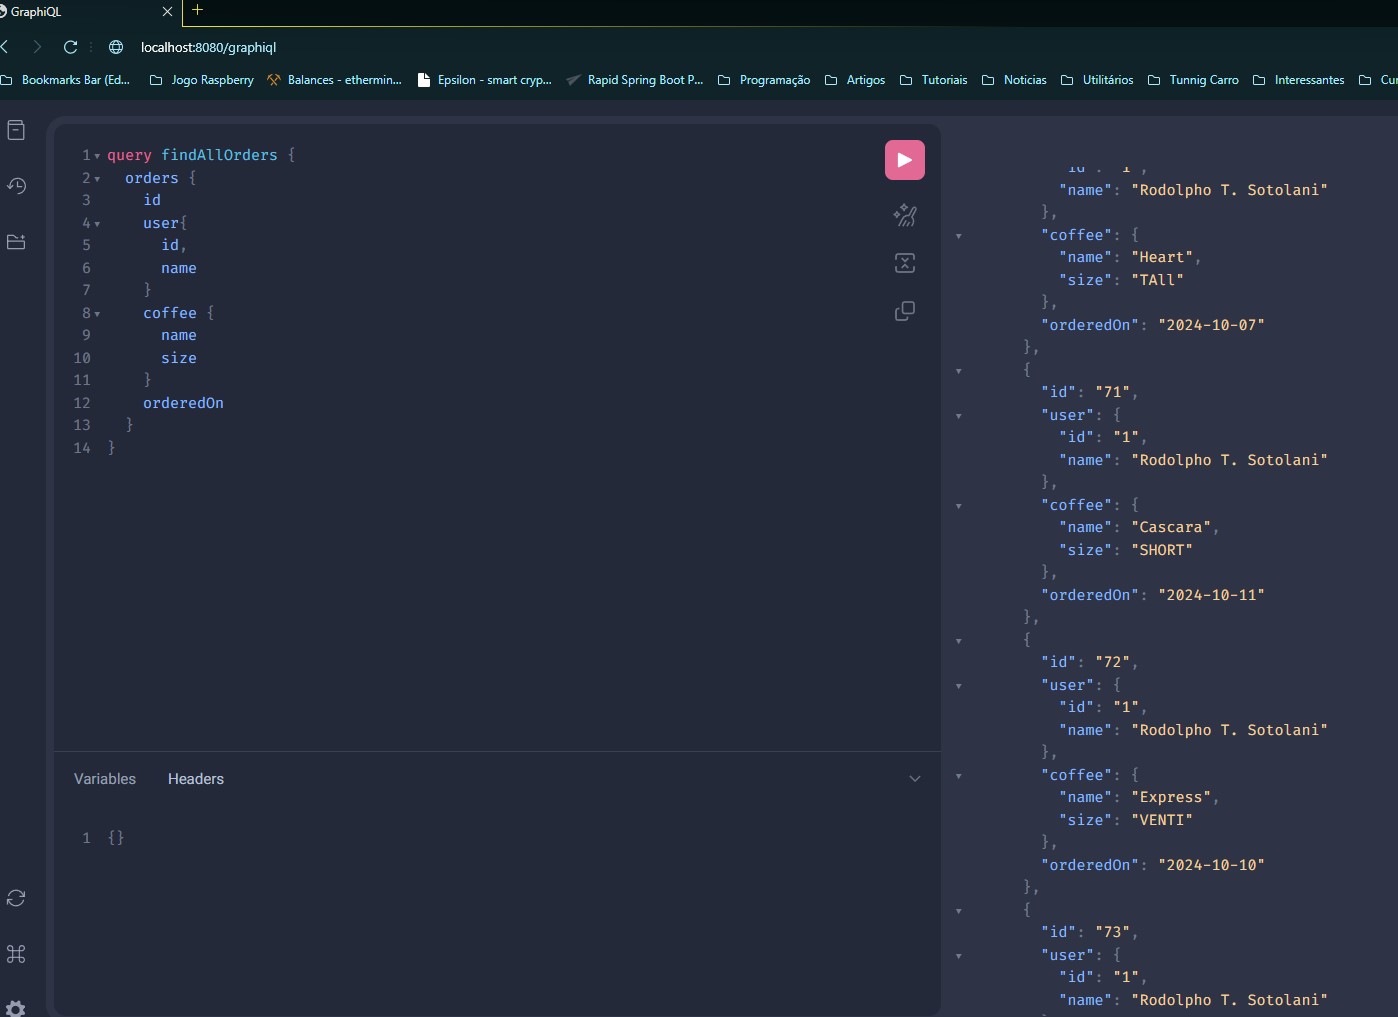 GraphiQL
localhost:8080/graphiql
Bookmarks Bar (Ed... Jogo Raspberry Balances - ethermin... Epsilon - smart cryp... Rapid Spring Boot P... Programação Artigos Tutoriais Noticias Utilitários Tunnig Carro Interessantes
1 query findAllOrders {
2 orders {
3 id
4 user{
5 id,
6 name
7 }
8 coffee {
9 name
10 size
11 }
12 orderedOn
13 }
14 }
Variables Headers
1 {}
"id": "1",
"name": "Rodolpho T. Sotolani"
},
"coffee": {
"name": "Heart",
"size": "TAll"
},
"orderedOn": "2024-10-07"
},
{
"id": "71",
"user": {
"id": "1",
"name": "Rodolpho T. Sotolani"
},
"coffee": {
"name": "Cascara",
"size": "SHORT"
},
"orderedOn": "2024-10-11"
},
{
"id": "72",
"user": {
"id": "1",
"name": "Rodolpho T. Sotolani"
},
"coffee": {
"name": "Express",
"size": "VENTI"
},
"orderedOn": "2024-10-10"
},
{
"id": "73",
"user": {
"id": "1",
"name": "Rodolpho T. Sotolani"